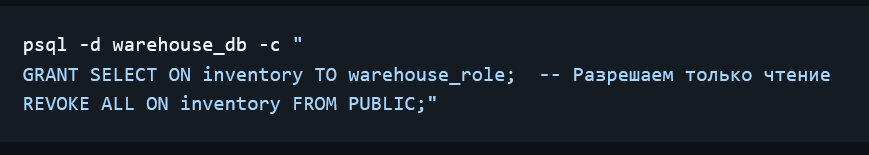 psql -d warehouse_db -c "
GRANT SELECT ON inventory TO warehouse_role;  -- Разрешаем только чтение
REVOKE ALL ON inventory FROM PUBLIC;"